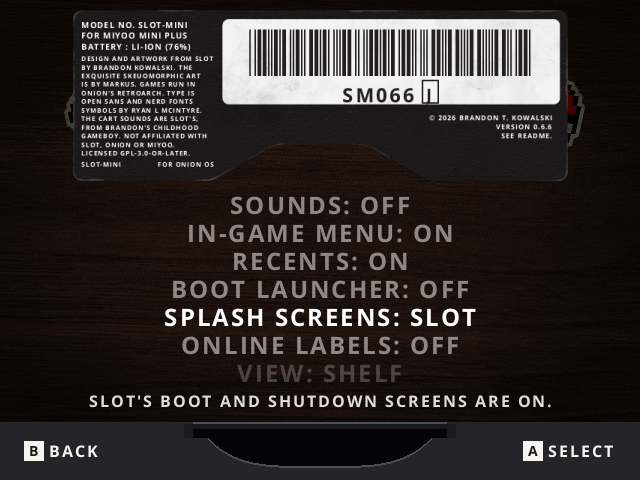 MODEL NO. SLOT-MINI
FOR MIYOO MINI PLUS
BATTERY : LI-ION (76%)
DESIGN AND ARTWORK FROM SLOT
BY BRANDON KOWALSKI. THE
EXQUISITE SKEUOMORPHIC ART
IS BY MARKUS. GAMES RUN IN
ONION'S RETROARCH. TYPE IS
OPEN SANS AND NERD FONTS
SYMBOLS BY RYAN L MCINTYRE.
THE CART SOUNDS ARE SLOT'S,
FROM BRANDON'S CHILDHOOD
GAMEBOY. NOT AFFILIATED WITH
SLOT, ONION OR MIYOO.
LICENSED GPL-3.0-OR-LATER.
SLOT-MINI FOR ONION OS
SM066 J
© 2026 BRANDON T. KOWALSKI
VERSION 0.6.6
SEE README.
SOUNDS: OFF
IN-GAME MENU: ON
RECENTS: ON
BOOT LAUNCHER: OFF
SPLASH SCREENS: SLOT
ONLINE LABELS: OFF
VIEW: SHELF
SLOT'S BOOT AND SHUTDOWN SCREENS ARE ON.
B BACK
A SELECT